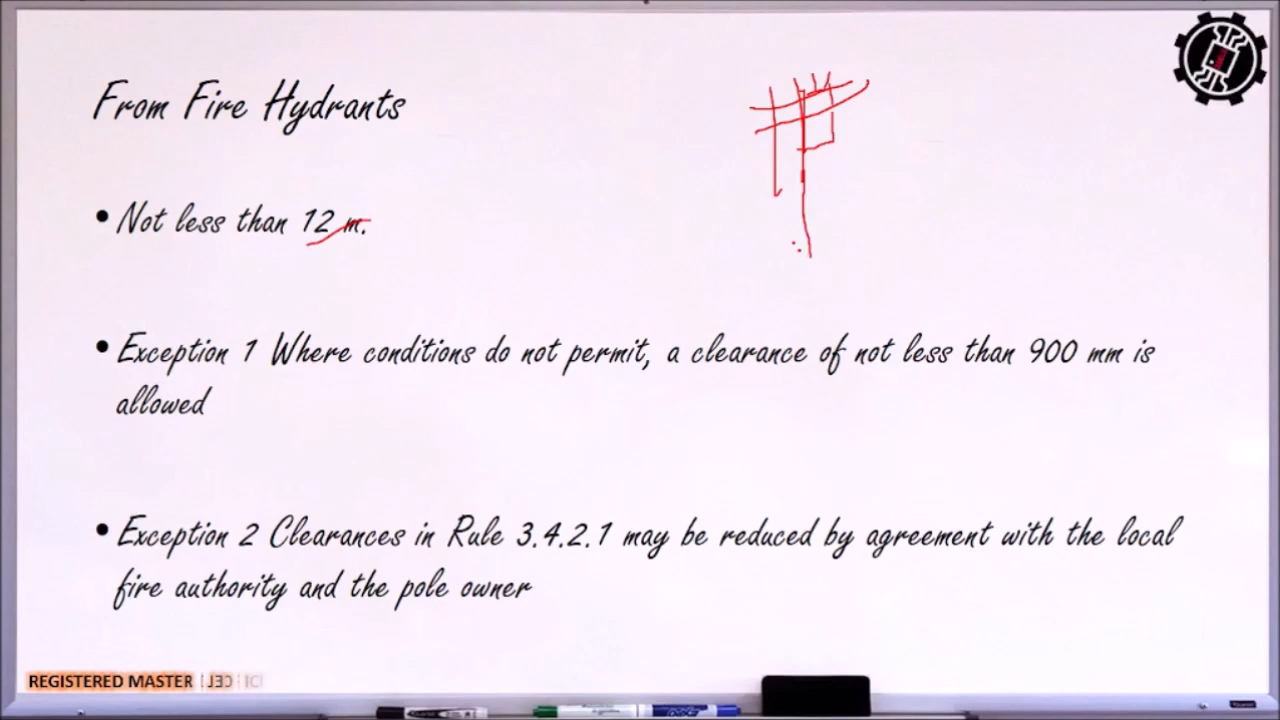 From Fire Hydrants
• Not less than 12 m.
• Exception 1 Where conditions do not permit, a clearance of not less than 900 mm is
allowed
• Exception 2 Clearances in Rule 3.4.2.1 may be reduced by agreement with the local
fire authority and the pole owner
REGISTERED MASTER